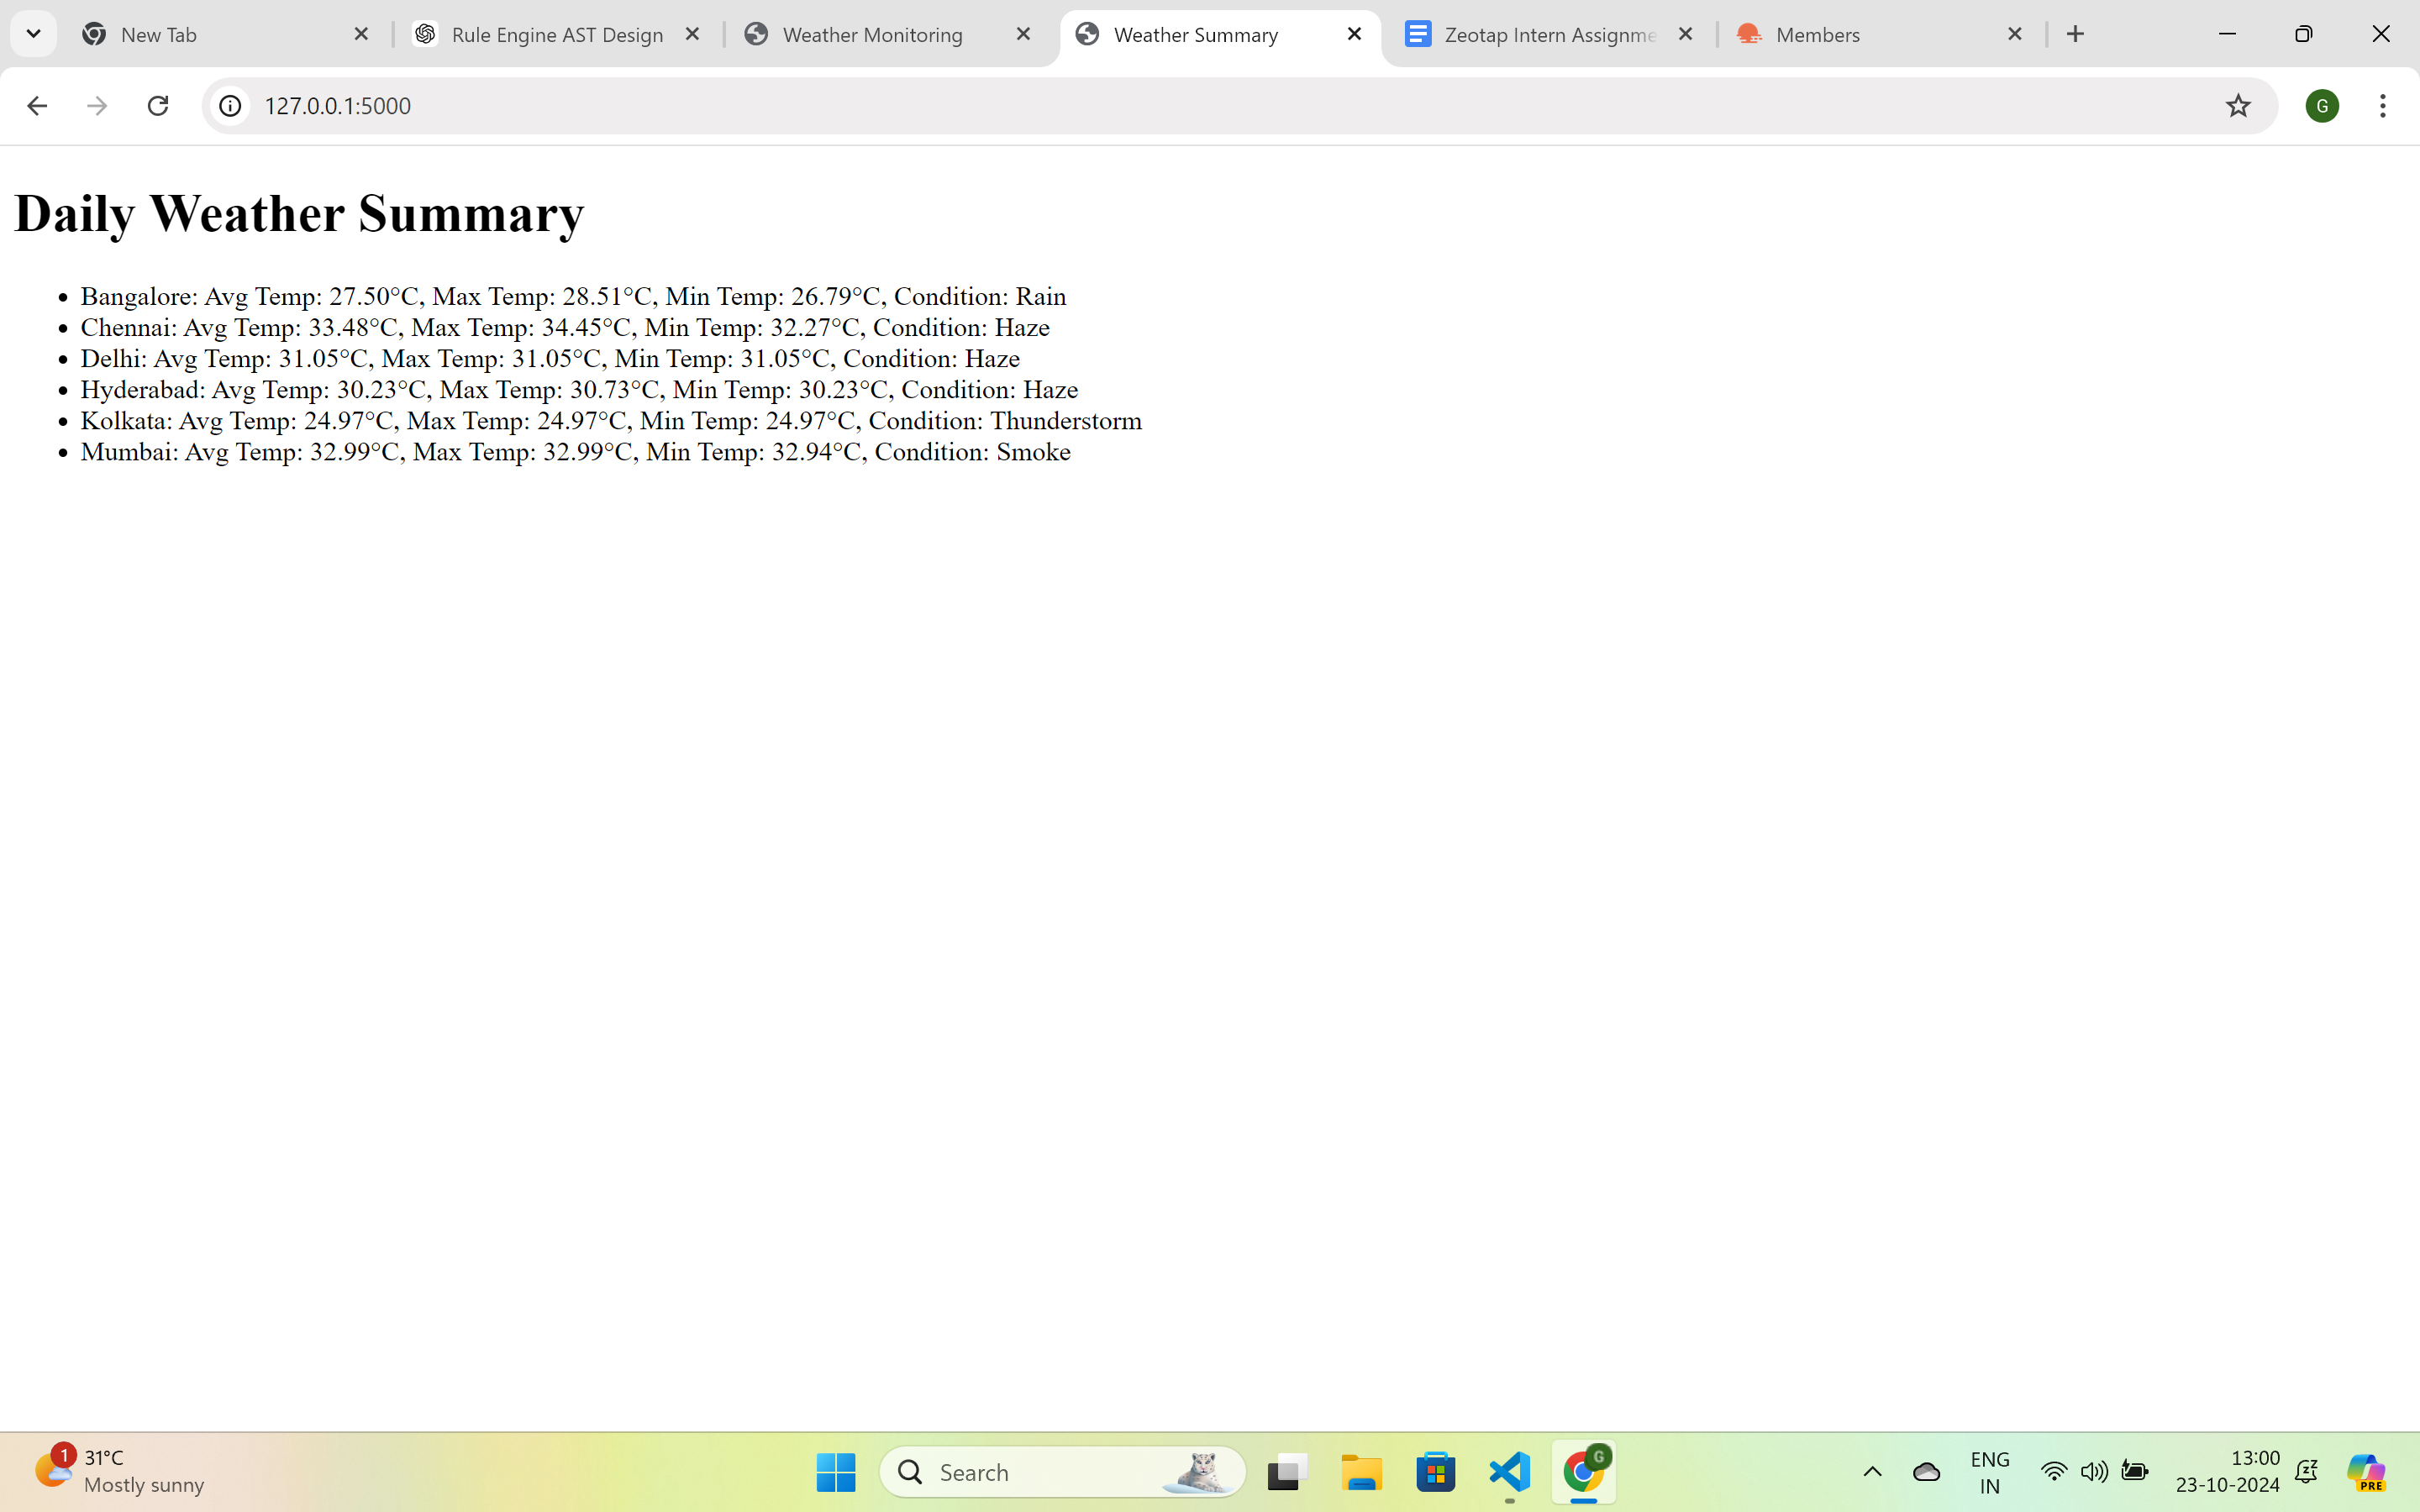 New Tab
Rule Engine AST Design
Weather Monitoring
Weather Summary
Zeotap Intern Assignme
Members
127.0.0.1:5000
G
Daily Weather Summary
• Bangalore: Avg Temp: 27.50°C, Max Temp: 28.51°C, Min Temp: 26.79°C, Condition: Rain
• Chennai: Avg Temp: 33.48°C, Max Temp: 34.45°C, Min Temp: 32.27°C, Condition: Haze
• Delhi: Avg Temp: 31.05°C, Max Temp: 31.05°C, Min Temp: 31.05°C, Condition: Haze
• Hyderabad: Avg Temp: 30.23°C, Max Temp: 30.73°C, Min Temp: 30.23°C, Condition: Haze
• Kolkata: Avg Temp: 24.97°C, Max Temp: 24.97°C, Min Temp: 24.97°C, Condition: Thunderstorm
• Mumbai: Avg Temp: 32.99°C, Max Temp: 32.99°C, Min Temp: 32.94°C, Condition: Smoke
1
31°C
Mostly sunny
Search
G
ENG
IN
13:00
23-10-2024
PRE